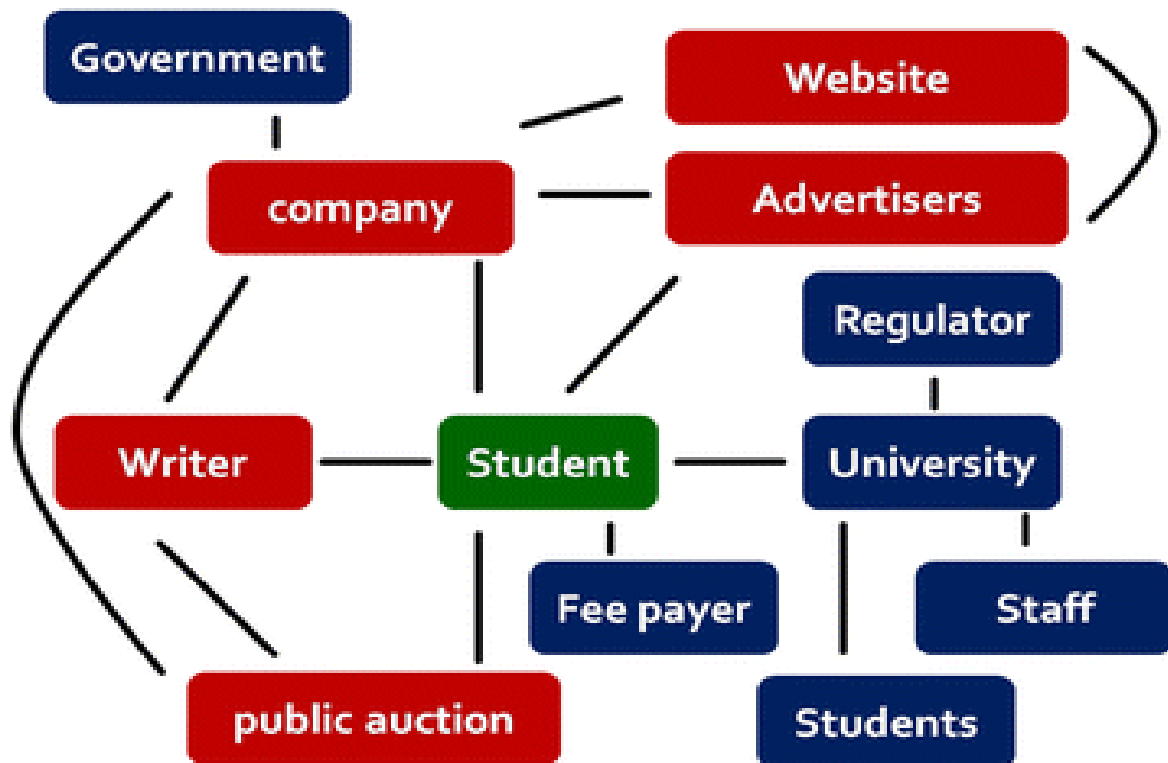 Government
Website
company
Advertisers
Regulator
Writer
Student
University
Fee payer
Staff
public auction
Students